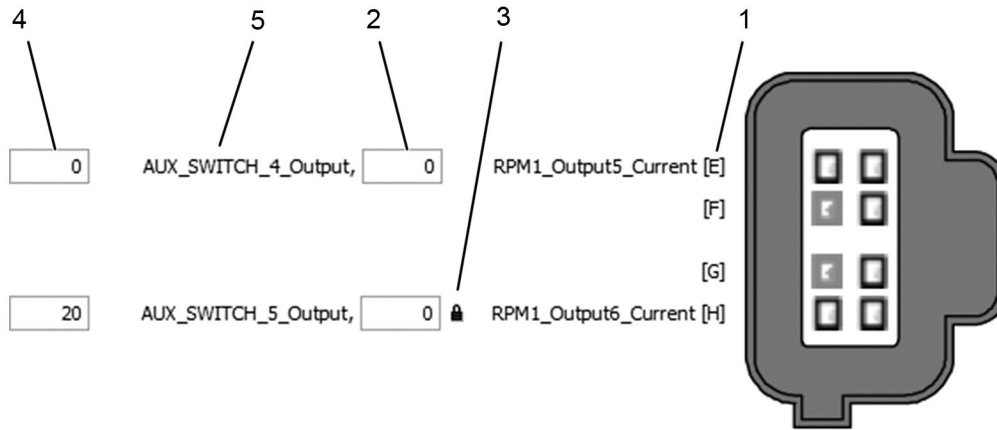 4 5 2 3 1
0 AUX_SWITCH_4_Output, 0 RPM1_Output5_Current [E]
[F]
[G]
20 AUX_SWITCH_5_Output, 0 RPM1_Output6_Current [H]